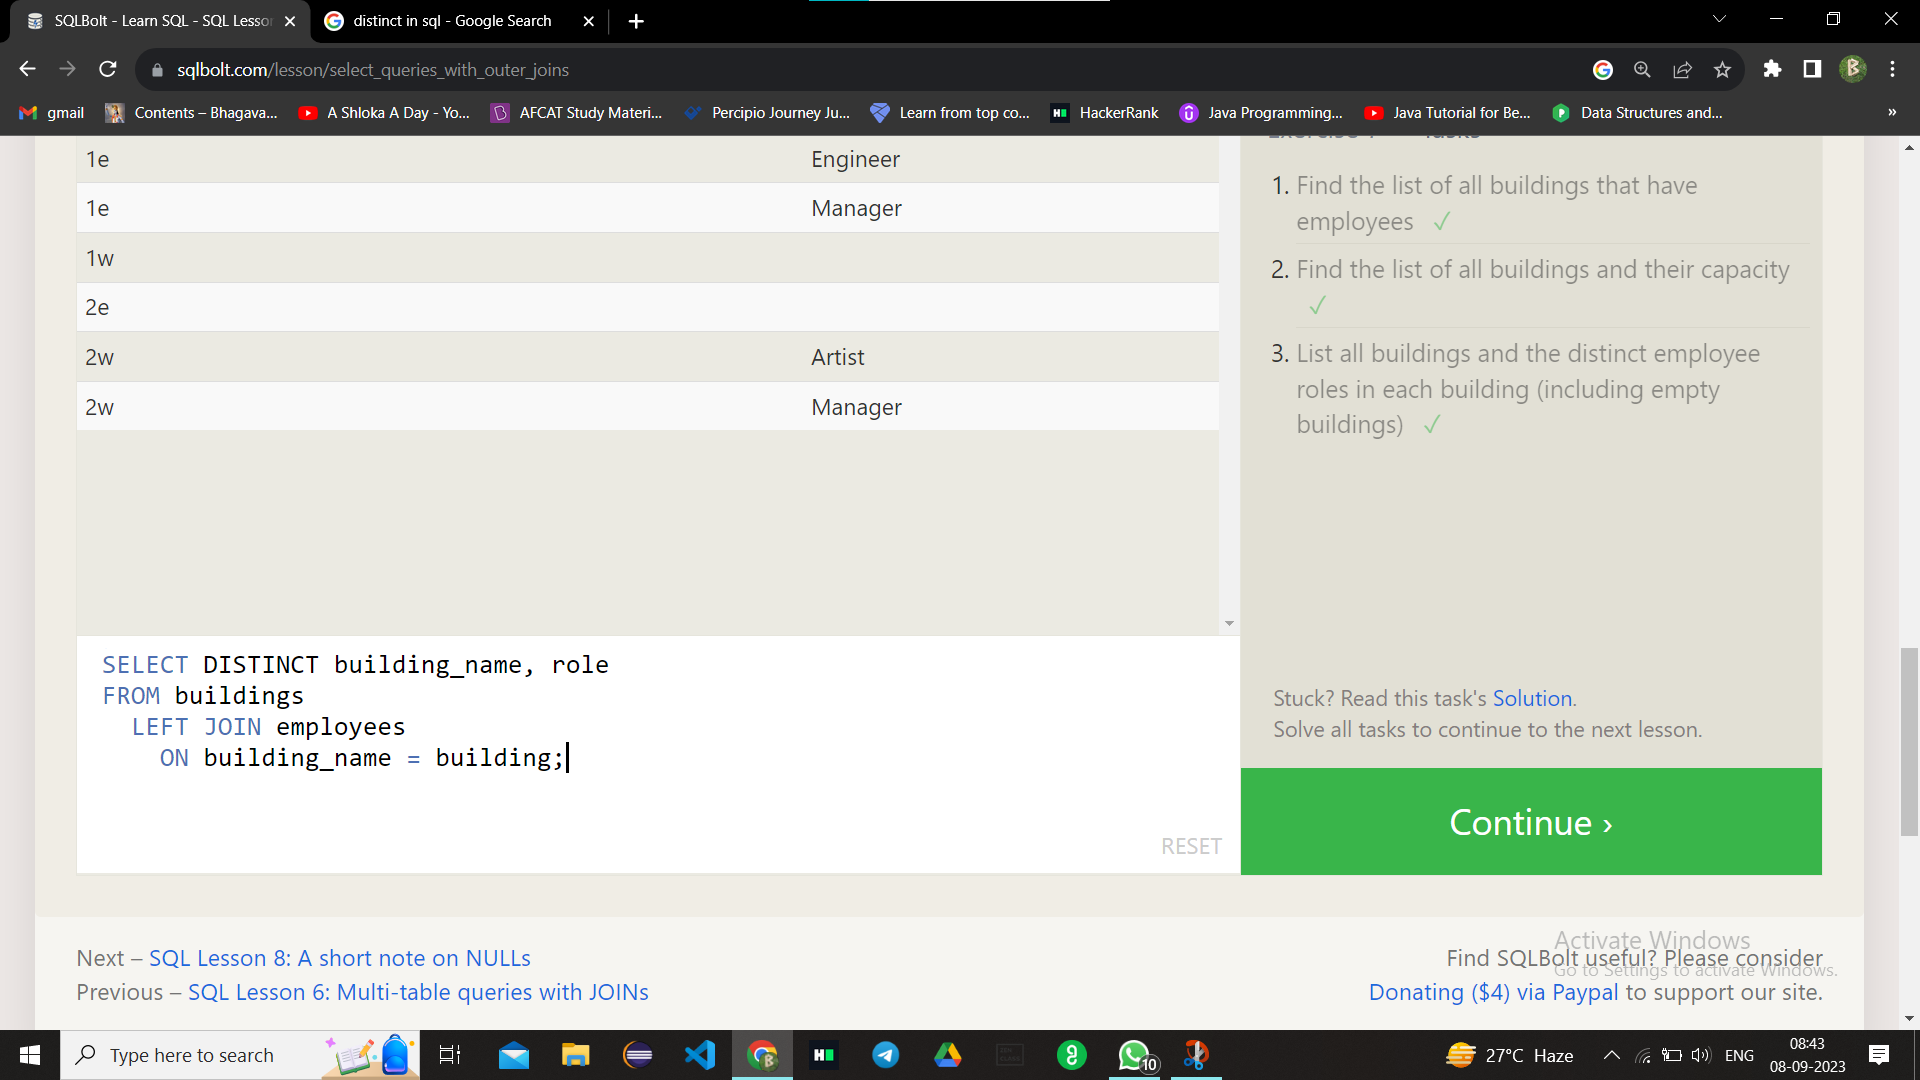 SQLBolt - Learn SQL - SQL Lesson
distinct in sql - Google Search
sqlbolt.com/lesson/select_queries_with_outer_joins
gmail
Contents – Bhagava...
A Shloka A Day - Yo...
AFCAT Study Materi...
Percipio Journey Ju...
Learn from top co...
HackerRank
Java Programming...
Java Tutorial for Be...
Data Structures and...
»
1e Engineer
1e Manager
1w
2e
2w Artist
2w Manager
1. Find the list of all buildings that have
employees ✓
2. Find the list of all buildings and their capacity
✓
3. List all buildings and the distinct employee
roles in each building (including empty
buildings) ✓
SELECT DISTINCT building_name, role
FROM buildings
LEFT JOIN employees
ON building_name = building;
RESET
Stuck? Read this task's Solution.
Solve all tasks to continue to the next lesson.
Continue ›
Next – SQL Lesson 8: A short note on NULLs
Previous – SQL Lesson 6: Multi-table queries with JOINs
Find SQLBolt useful? Please consider
Donating ($4) via Paypal to support our site.
Activate Windows
Go to Settings to activate Windows.
Type here to search
10
27°C Haze
ENG
08:43
08-09-2023